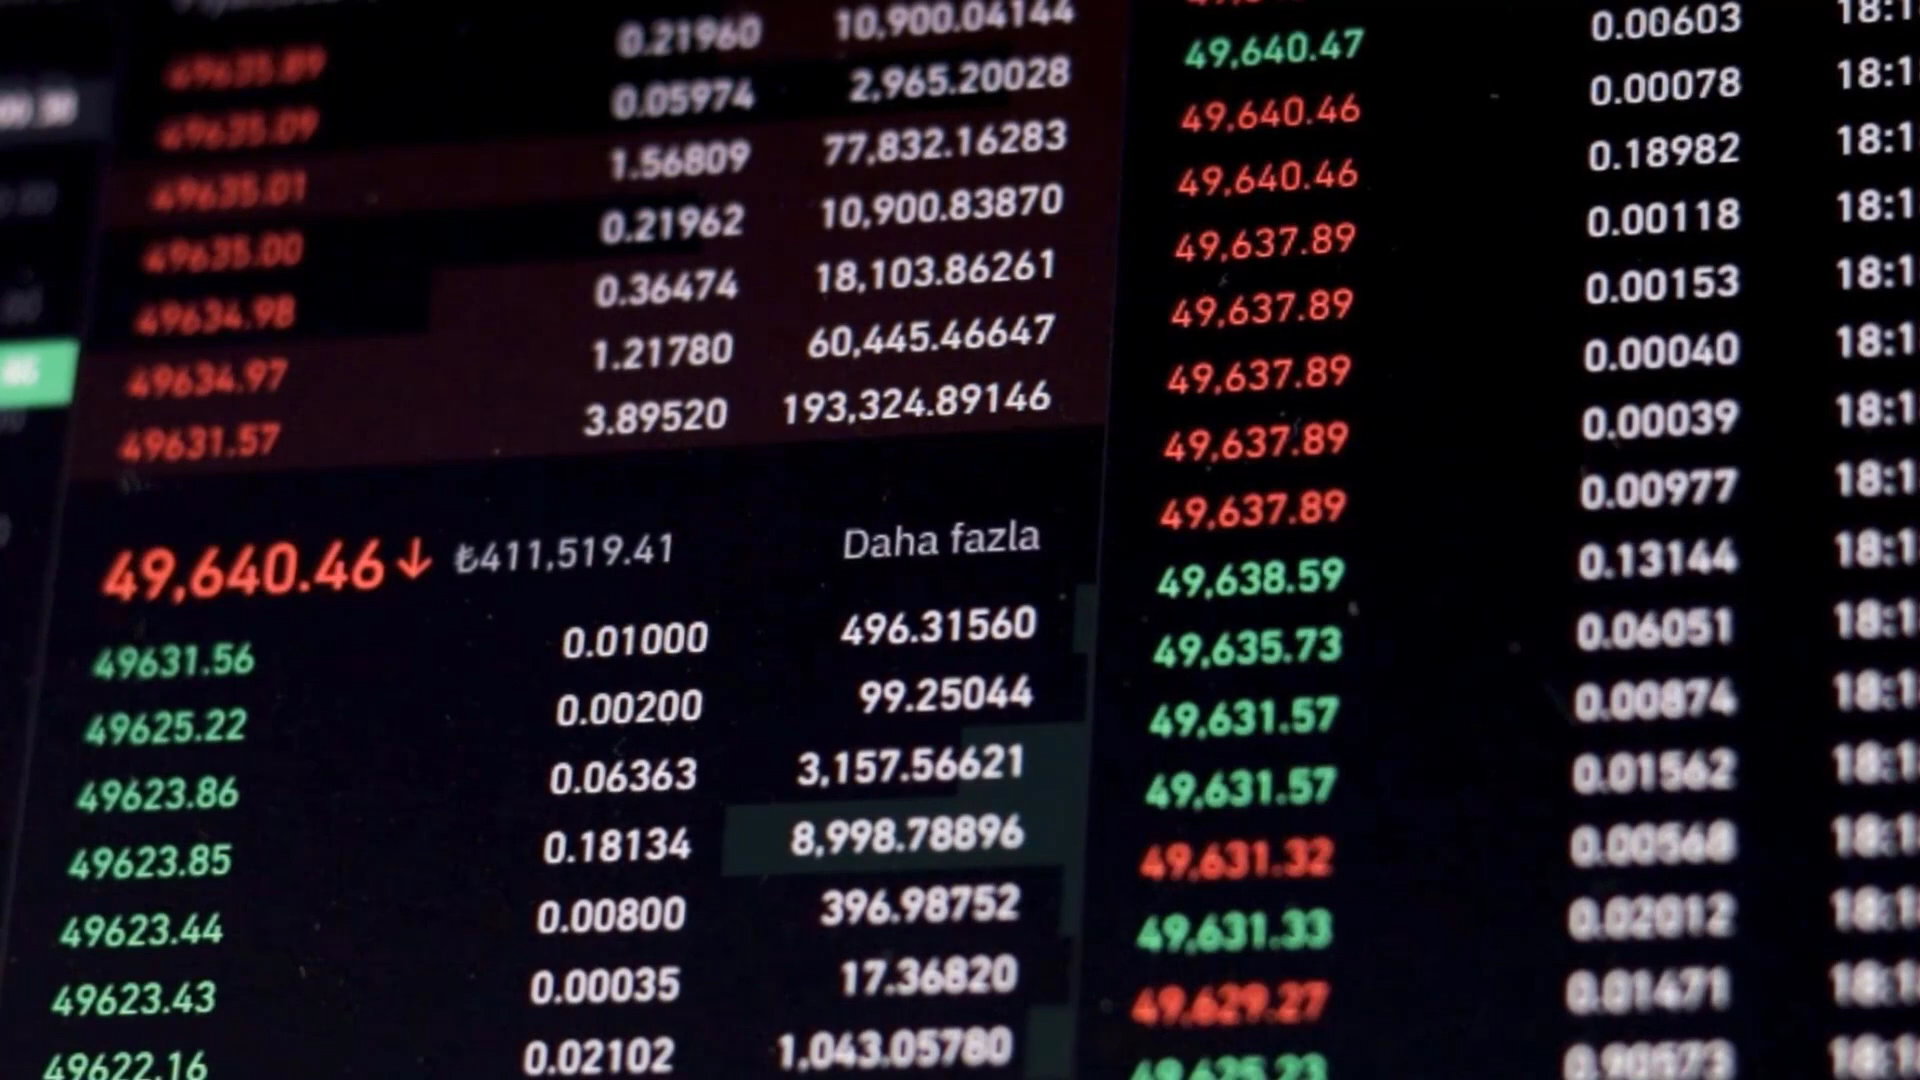 49635.89 0.21960 10,900.04144
49635.09 0.05974 2,965.20028
49635.01 1.56809 77,832.16283
49635.00 0.21962 10,900.83870
49634.98 0.36474 18,103.86261
49634.97 1.21780 60,445.46647
49631.57 3.89520 193,324.89146
49,640.46↓ ₺411,519.41 Daha fazla
49631.56 0.01000 496.31560
49625.22 0.00200 99.25044
49623.86 0.06363 3,157.56621
49623.85 0.18134 8,998.78896
49623.44 0.00800 396.98752
49623.43 0.00035 17.36820
49622.16 0.02102 1,043.05780
0.00603 18:1
49,640.47 0.00078 18:1
49,640.46 0.18982 18:1
49,640.46 0.00118 18:1
49,637.89 0.00153 18:1
49,637.89 0.00040 18:1
49,637.89 0.00039 18:1
49,637.89 0.00977 18:1
49,637.89 0.13144 18:1
49,638.59 0.06051 18:1
49,635.73 0.00874 18:1
49,631.57 0.01562 18:1
49,631.57 0.00568 18:1
49,631.32 0.02012 18:1
49,631.33 0.01471 18:1
49,629.27 0.90573 18:1
49,625.23